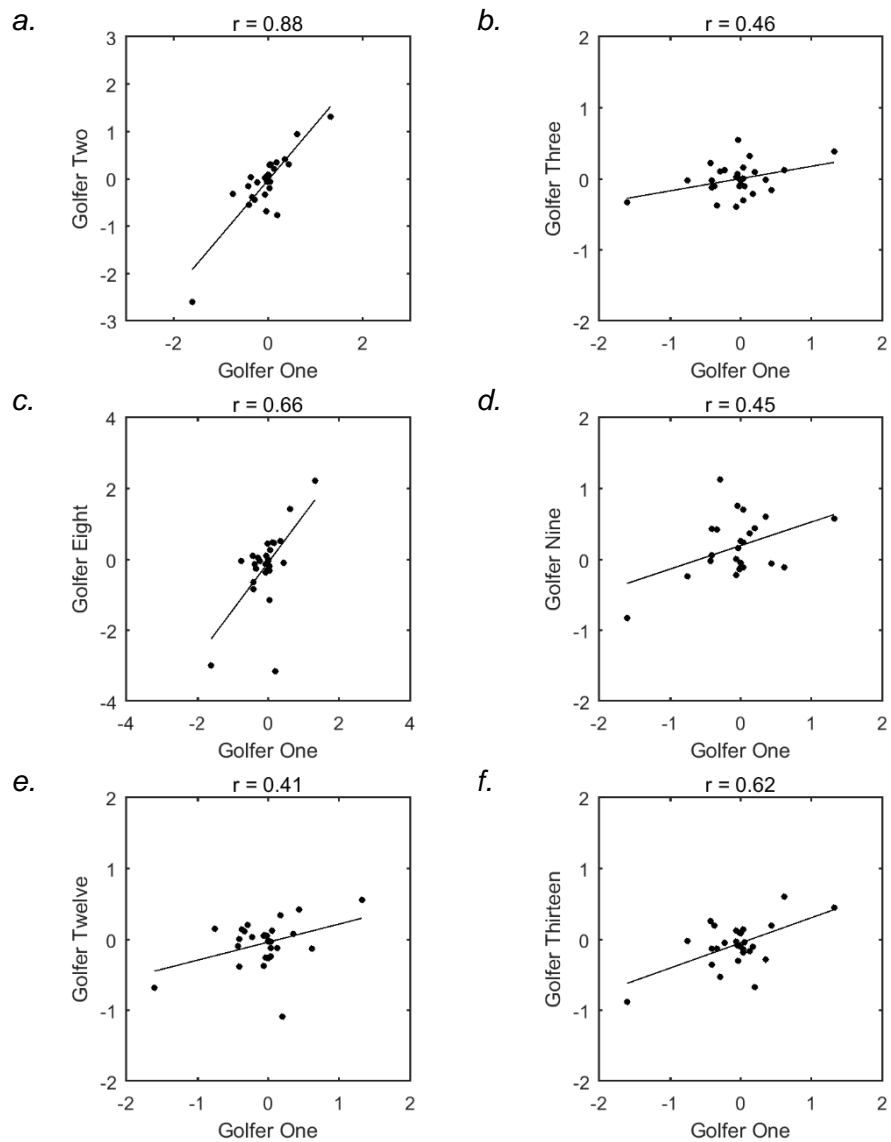 a.
r = 0.88
3
2
1
0
-1
-2
-3
Golfer Two
-2
0
2
Golfer One
b.
r = 0.46
2
1
0
-1
-2
Golfer Three
-2
-1
0
1
2
Golfer One
c.
r = 0.66
4
2
0
-2
-4
Golfer Eight
-4
-2
0
2
4
Golfer One
d.
r = 0.45
2
1
0
-1
-2
Golfer Nine
-2
-1
0
1
2
Golfer One
e.
r = 0.41
2
1
0
-1
-2
Golfer Twelve
-2
-1
0
1
2
Golfer One
f.
r = 0.62
2
1
0
-1
-2
Golfer Thirteen
-2
-1
0
1
2
Golfer One